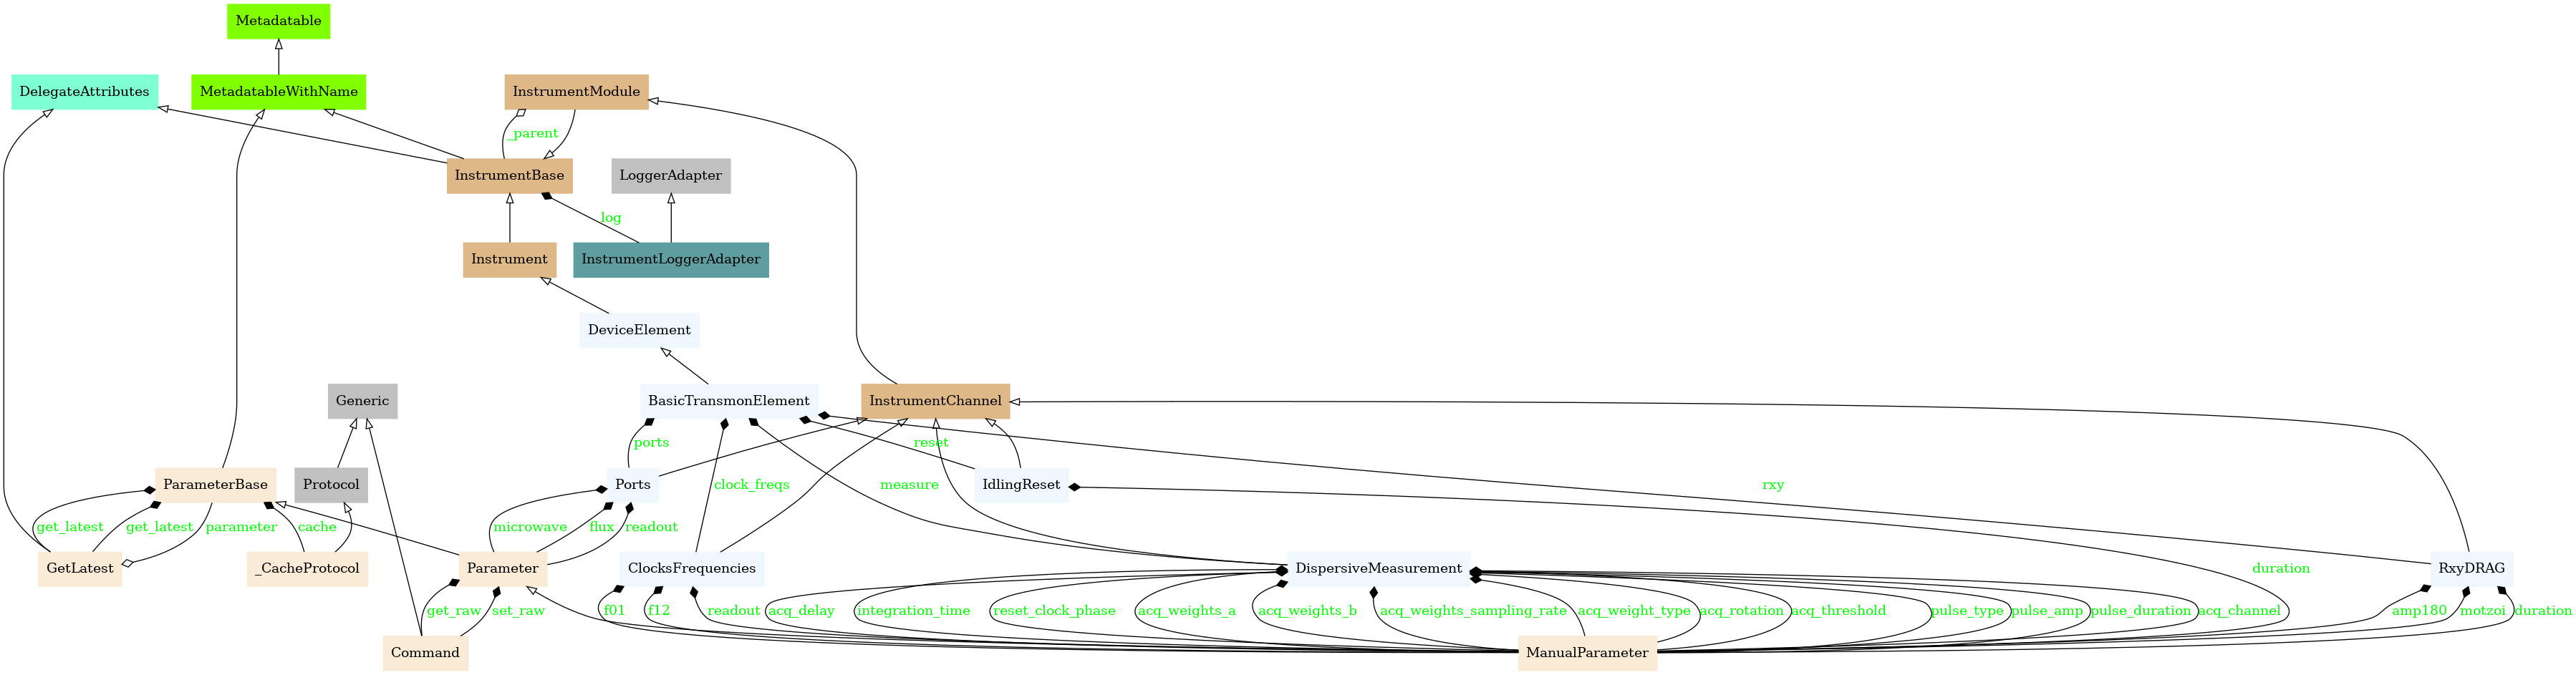 Metadatable
DelegateAttributes
MetadatableWithName
InstrumentModule
_parent
InstrumentBase
LoggerAdapter
log
Instrument
InstrumentLoggerAdapter
DeviceElement
Generic
BasicTransmonElement
InstrumentChannel
ports
reset
ParameterBase
Protocol
Ports
clock_freqs
measure
IdlingReset
rxy
get_latest
get_latest
parameter
cache
microwave
flux
readout
GetLatest
_CacheProtocol
Parameter
ClocksFrequencies
DispersiveMeasurement
duration
RxyDRAG
get_raw
set_raw
f01
f12
readout
acq_delay
integration_time
reset_clock_phase
acq_weights_a
acq_weights_b
acq_weights_sampling_rate
acq_weight_type
acq_rotation
acq_threshold
pulse_type
pulse_amp
pulse_duration
acq_channel
amp180
motzoi
duration
Command
ManualParameter